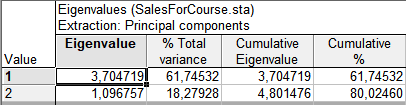 Eigenvalues (SalesForCourse.sta)
Extraction: Principal components
Value Eigenvalue % Total variance Cumulative Eigenvalue Cumulative %
1 3,704719 61,74532 3,704719 61,74532
2 1,096757 18,27928 4,801476 80,02460